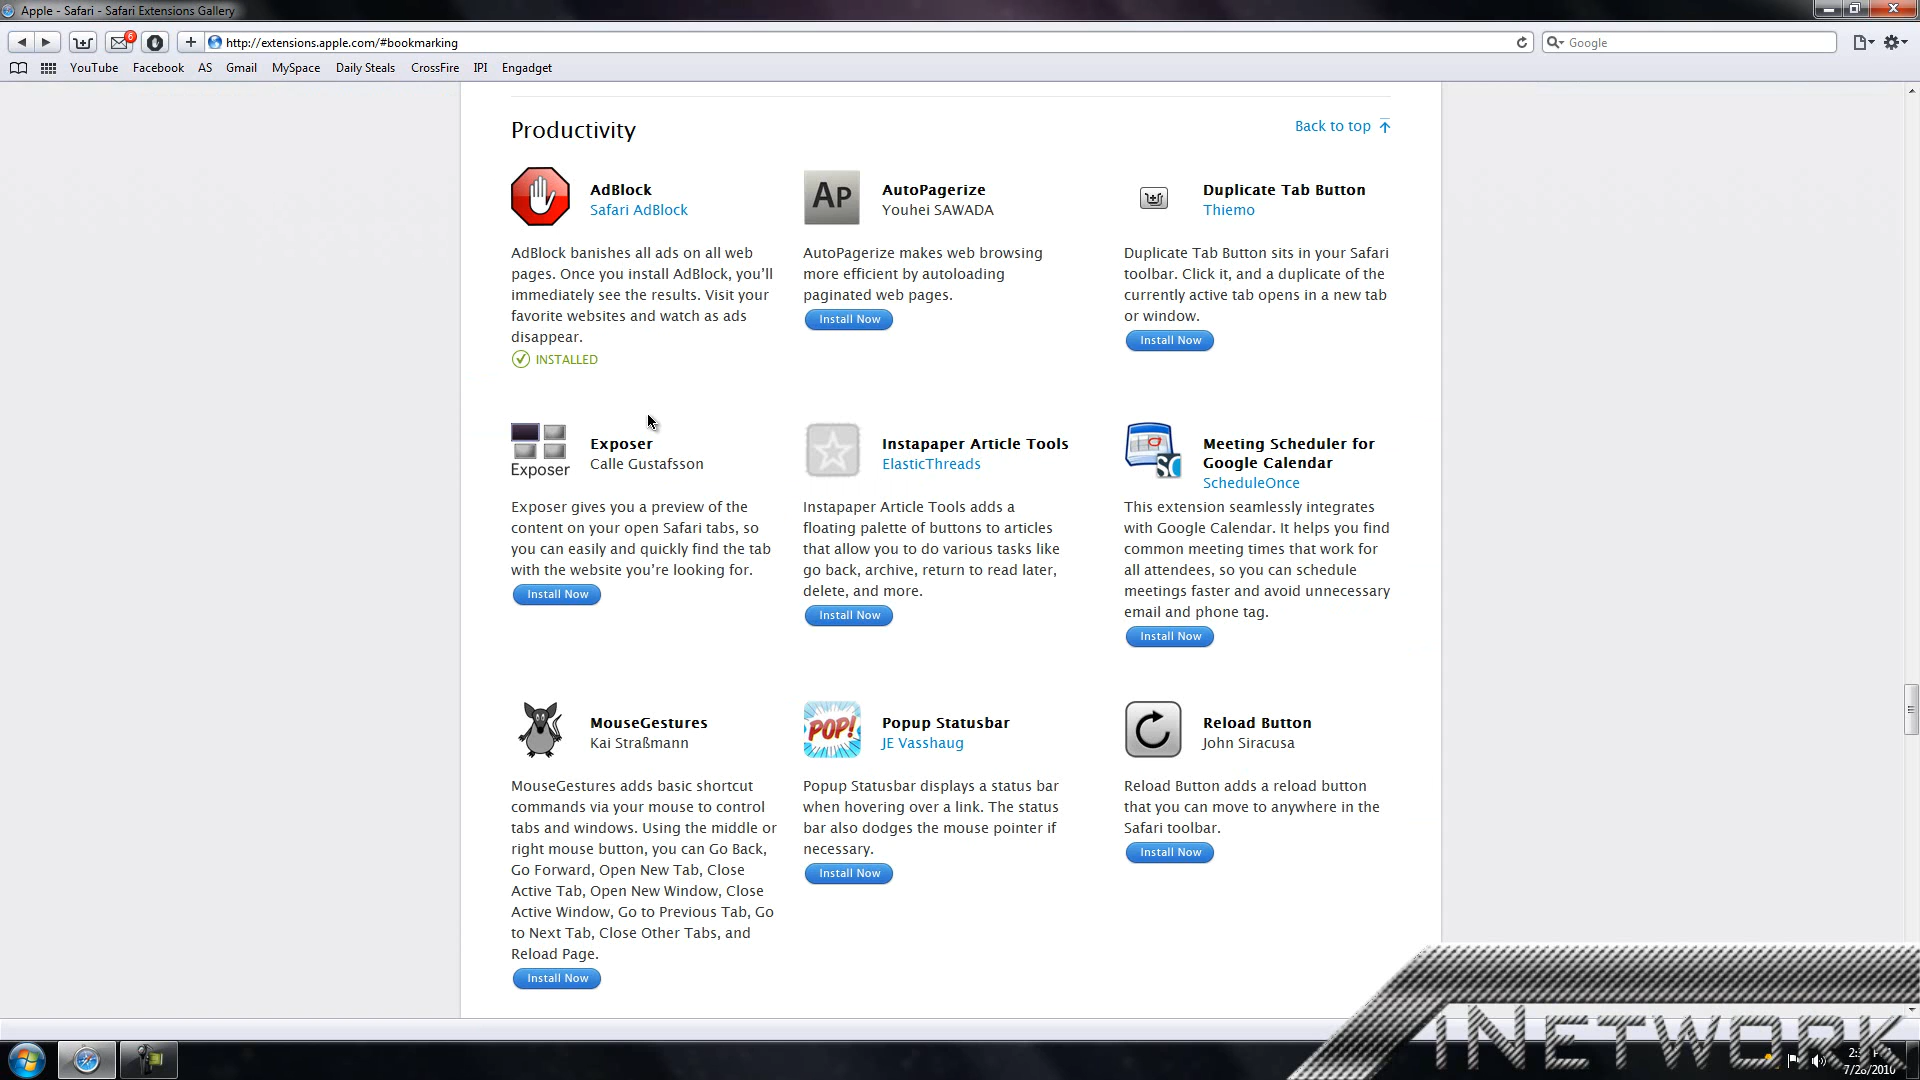 Apple - Safari - Safari Extensions Gallery
6
http://extensions.apple.com/#bookmarking
Google
YouTube Facebook AS Gmail MySpace Daily Steals CrossFire IPI Engadget
Productivity
Back to top
AdBlock
Safari AdBlock
AdBlock banishes all ads on all web
pages. Once you install AdBlock, you’ll
immediately see the results. Visit your
favorite websites and watch as ads
disappear.
INSTALLED
AP
AutoPagerize
Youhei SAWADA
AutoPagerize makes web browsing
more efficient by autoloading
paginated web pages.
Install Now
Duplicate Tab Button
Thiemo
Duplicate Tab Button sits in your Safari
toolbar. Click it, and a duplicate of the
currently active tab opens in a new tab
or window.
Install Now
Exposer
Exposer
Calle Gustafsson
Exposer gives you a preview of the
content on your open Safari tabs, so
you can easily and quickly find the tab
with the website you’re looking for.
Install Now
Instapaper Article Tools
ElasticThreads
Instapaper Article Tools adds a
floating palette of buttons to articles
that allow you to do various tasks like
go back, archive, return to read later,
delete, and more.
Install Now
SC
Meeting Scheduler for
Google Calendar
ScheduleOnce
This extension seamlessly integrates
with Google Calendar. It helps you find
common meeting times that work for
all attendees, so you can schedule
meetings faster and avoid unnecessary
email and phone tag.
Install Now
MouseGestures
Kai Straßmann
MouseGestures adds basic shortcut
commands via your mouse to control
tabs and windows. Using the middle or
right mouse button, you can Go Back,
Go Forward, Open New Tab, Close
Active Tab, Open New Window, Close
Active Window, Go to Previous Tab, Go
to Next Tab, Close Other Tabs, and
Reload Page.
Install Now
POP!
Popup Statusbar
JE Vasshaug
Popup Statusbar displays a status bar
when hovering over a link. The status
bar also dodges the mouse pointer if
necessary.
Install Now
Reload Button
John Siracusa
Reload Button adds a reload button
that you can move to anywhere in the
Safari toolbar.
Install Now
INETWORK